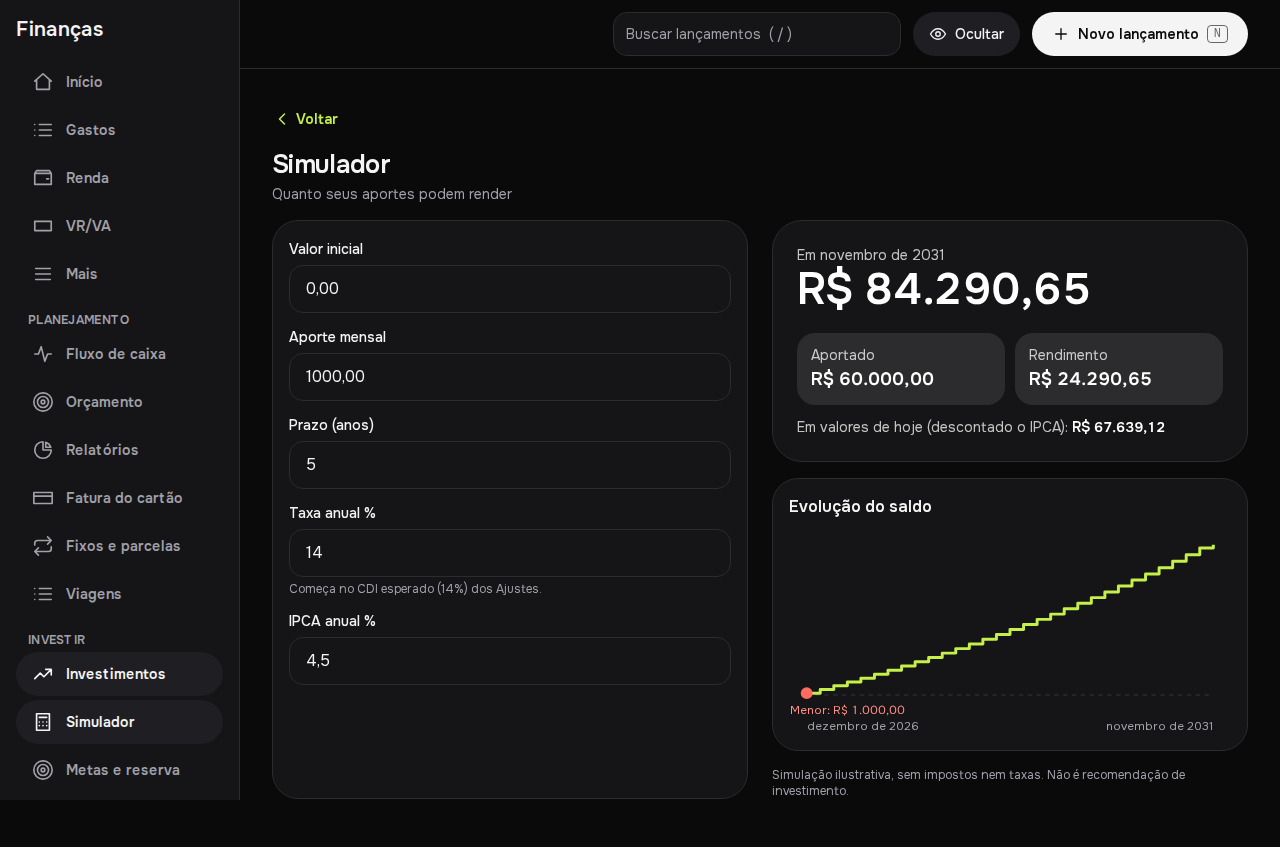 Finanças
Início
Gastos
Renda
VR/VA
Mais
PLANEJAMENTO
Fluxo de caixa
Orçamento
Relatórios
Fatura do cartão
Fixos e parcelas
Viagens
INVESTIR
Investimentos
Simulador
Metas e reserva
Buscar lançamentos ( / )
Ocultar
Novo lançamento N
Voltar
Simulador
Quanto seus aportes podem render
Valor inicial
0,00
Aporte mensal
1000,00
Prazo (anos)
5
Taxa anual %
14
Começa no CDI esperado (14%) dos Ajustes.
IPCA anual %
4,5
Em novembro de 2031
R$ 84.290,65
Aportado
R$ 60.000,00
Rendimento
R$ 24.290,65
Em valores de hoje (descontado o IPCA): R$ 67.639,12
Evolução do saldo
Menor: R$ 1.000,00
dezembro de 2026
novembro de 2031
Simulação ilustrativa, sem impostos nem taxas. Não é recomendação de
investimento.